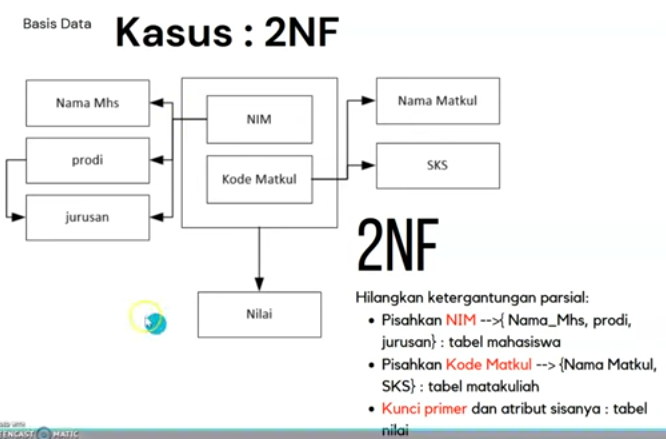 Basis Data
Kasus : 2NF
Nama Mhs
NIM
Nama Matkul
prodi
Kode Matkul
SKS
jurusan
Nilai
2NF
Hilangkan ketergantungan parsial:
• Pisahkan NIM -->{ Nama_Mhs, prodi,
jurusan} : tabel mahasiswa
• Pisahkan Kode Matkul --> {Nama Matkul,
SKS} : tabel matakuliah
• Kunci primer dan atribut sisanya : tabel
nilai
MATIC